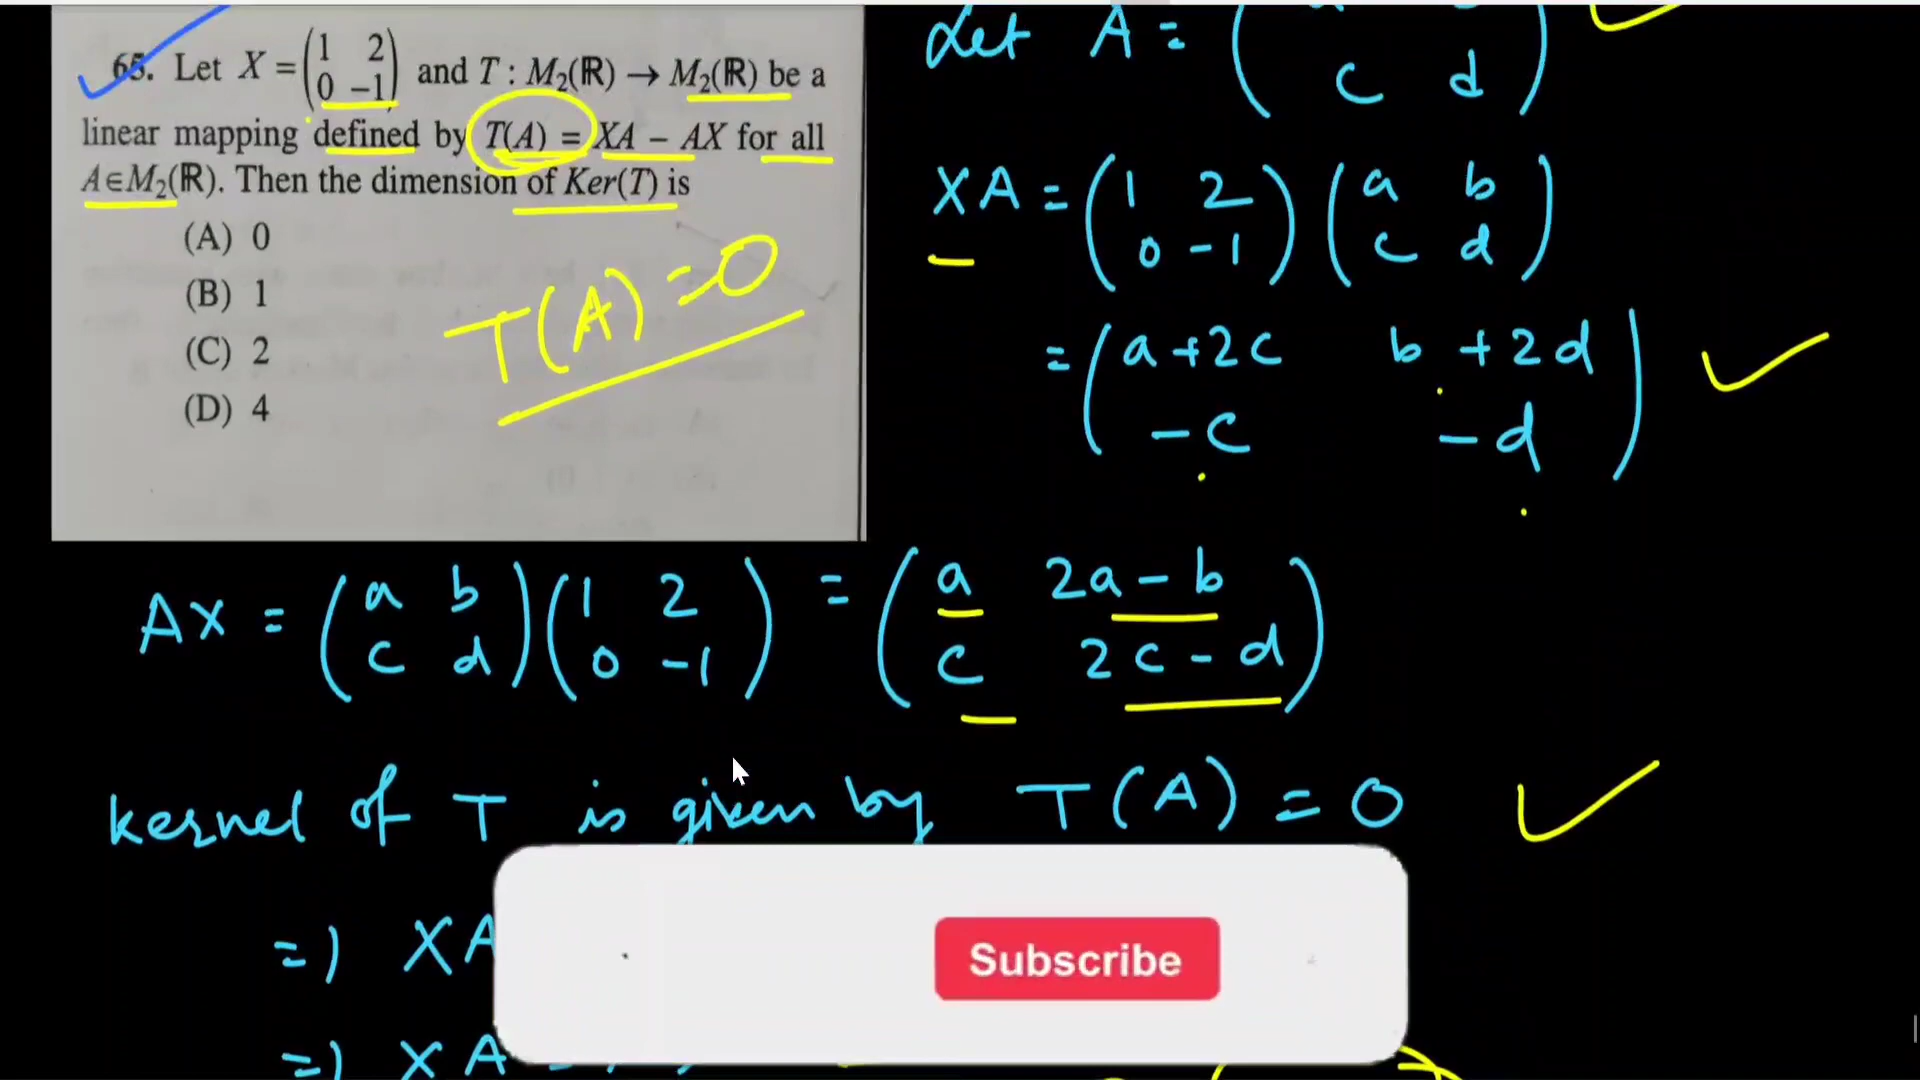 65. Let X = (1 2
0 -1) and T : M₂(ℝ) → M₂(ℝ) be a
linear mapping defined by T(A) = XA – AX for all
A∈M₂(ℝ). Then the dimension of Ker(T) is
(A) 0
(B) 1
(C) 2
(D) 4
T(A) = 0
Let A = (
c d)
XA = (1 2
0 -1) (a b
c d)
= (a+2c b+2d
-c -d)
AX = (a b
c d) (1 2
0 -1) = (a 2a-b
c 2c-d)
kernel of T is given by T(A) = 0
=) XA
=) XA
Subscribe